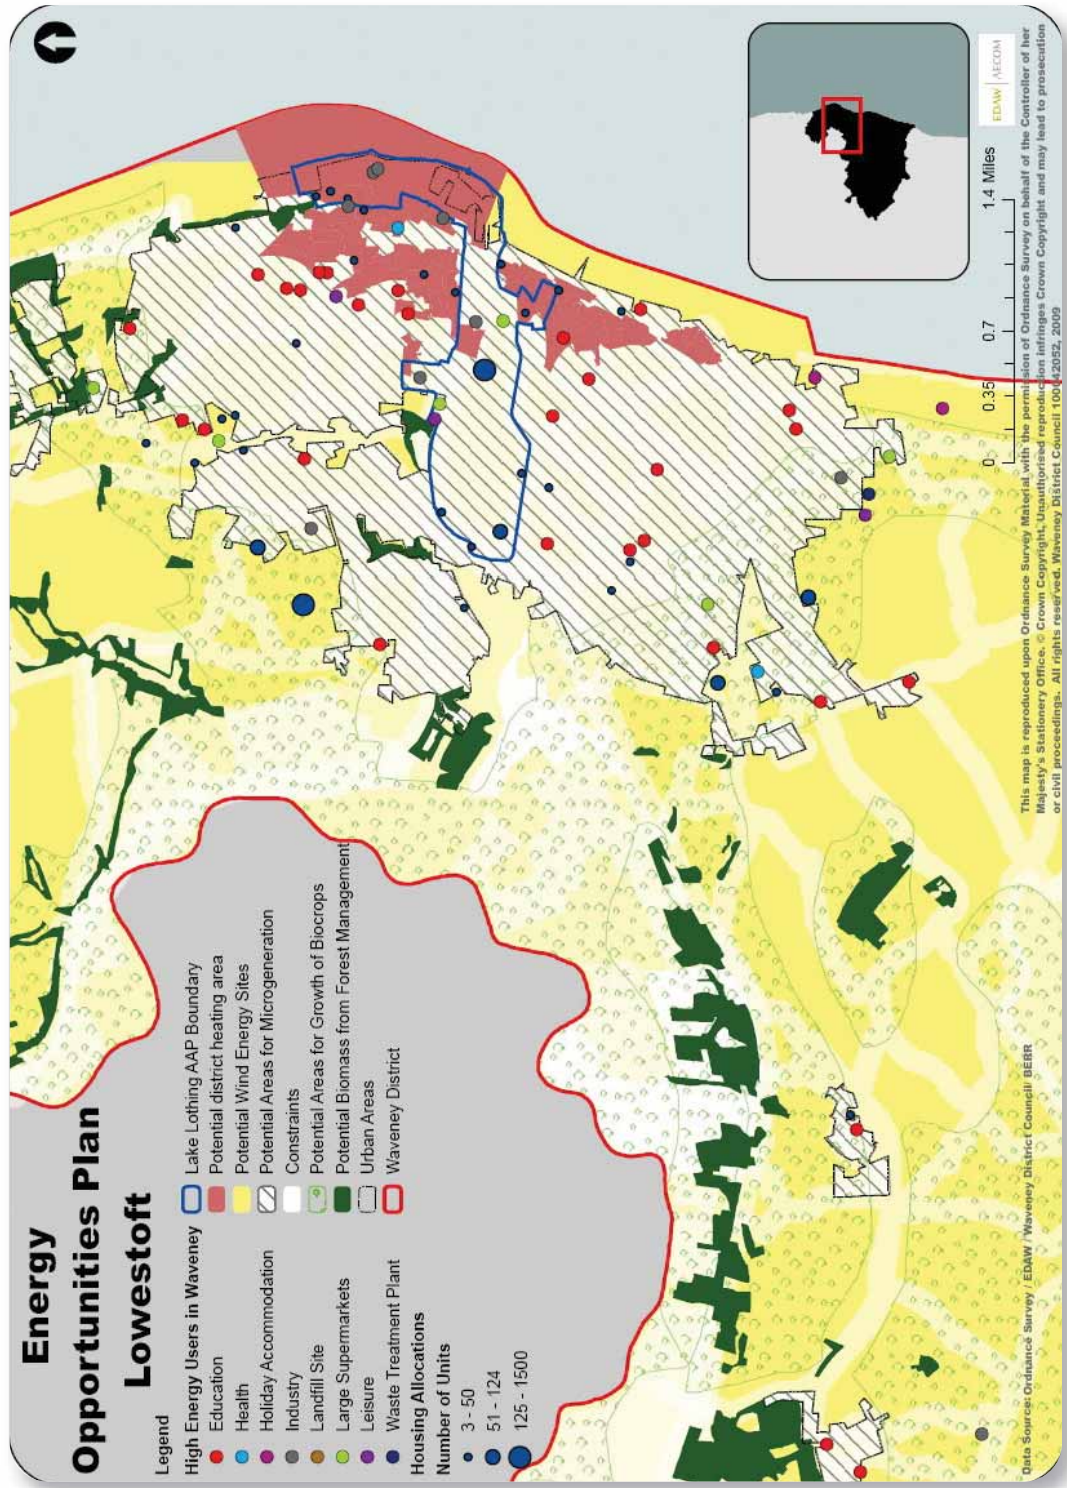 Energy
Opportunities Plan
Lowestoft
Legend
High Energy Users in Waveney
Education
Health
Holiday Accommodation
Industry
Landfill Site
Large Supermarkets
Leisure
Waste Treatment Plant
Housing Allocations
Number of Units
3 - 50
51 - 124
125 - 1500
Lake Lothing AAP Boundary
Potential district heating area
Potential Wind Energy Sites
Potential Areas for Microgeneration
Constraints
Potential Areas for Growth of Biocrops
Potential Biomass from Forest Management
Urban Areas
Waveney District
Data Source: Ordnance Survey / EDAW / Waveney District Council/ BERR
0 0.35 0.7 1.4 Miles
EDAW | AECOM
This map is reproduced upon Ordnance Survey Material with the permission of Ordnance Survey on behalf of the Controller of her
Majesty's Stationery Office. © Crown Copyright, Unauthorised reproduction infringes Crown Copyright and may lead to prosecution
or civil proceedings. All rights reserved. Waveney District Council 100042052, 2009